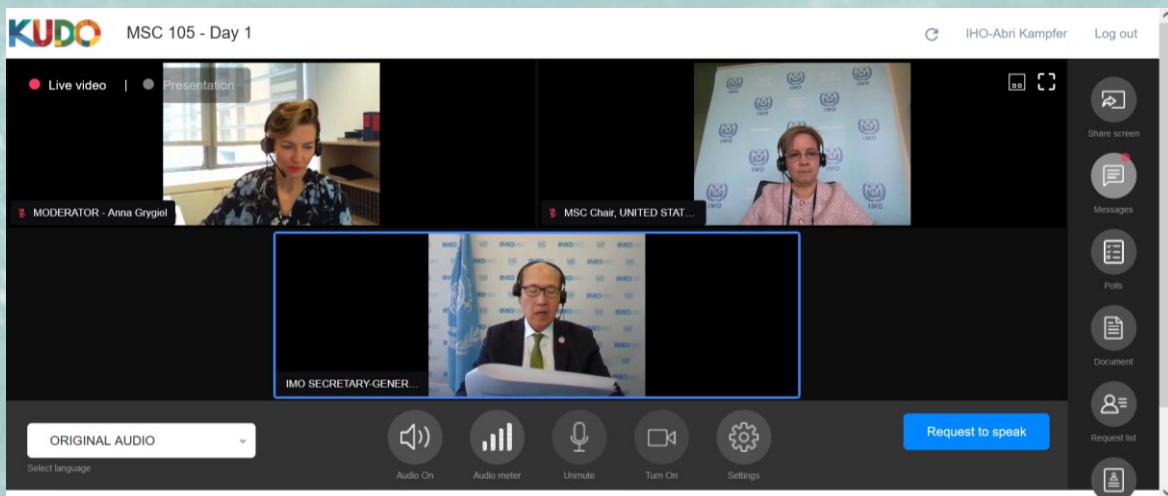 KUDO MSC 105 - Day 1 IHO-Abri Kampfer Log out
Live video | Presentation
MODERATOR - Anna Grygiel
MSC Chair, UNITED STAT...
IMO SECRETARY-GENER...
Share screen
Messages
Polls
Document
Request list
ORIGINAL AUDIO
Select language
Audio On
Audio meter
Unmute
Turn On
Settings
Request to speak
IMO